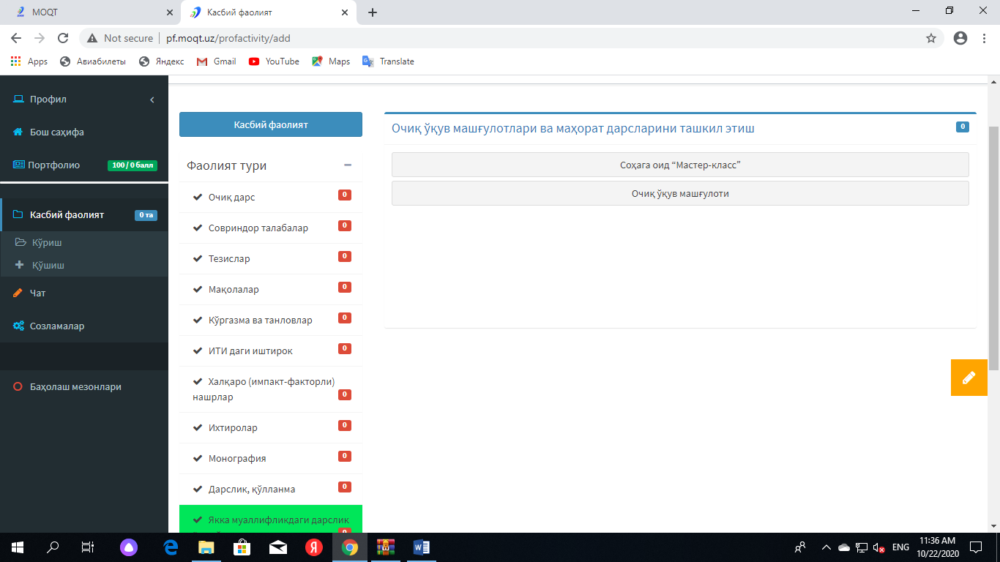 MOQT
Касбий фаолият
Not secure
pf.moqt.uz/profactivity/add
Apps
Авиабилеты
Яндекс
Gmail
YouTube
Maps
Translate
Профил
Бош саҳифа
Портфолио
100 / 0 балл
Касбий фаолият
0 та
Кўриш
Қўшиш
Чат
Созламалар
Баҳолаш мезонлари
Касбий фаолият
Фаолият тури
Очиқ дарс
0
Совриндор талабалар
0
Тезислар
0
Мақолалар
0
Кўргазма ва танловлар
0
ИТИ даги иштирок
0
Халқаро (импакт-факторли)
нашрлар
0
Ихтиролар
0
Монография
0
Дарслик, қўлланма
0
Якка муаллифликдаги дарслик
0
Очиқ ўқув машғулотлари ва маҳорат дарсларини ташкил этиш
0
Соҳага оид “Мастер-класс”
Очиқ ўқув машғулоти
ENG
11:36 AM
10/22/2020